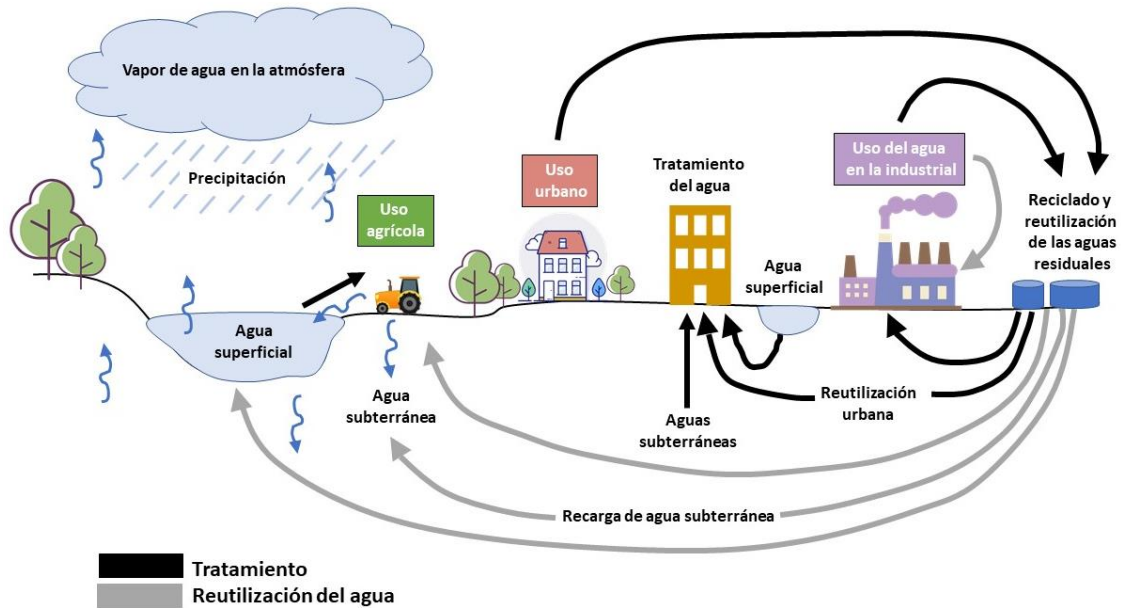 Vapor de agua en la atmósfera
Precipitación
Uso
agrícola
Uso
urbano
Tratamiento
del agua
Uso del agua
en la industrial
Reciclado y
reutilización
de las aguas
residuales
Agua
superficial
Agua
superficial
Agua
subterránea
Aguas
subterráneas
Reutilización
urbana
Recarga de agua subterránea
Tratamiento
Reutilización del agua